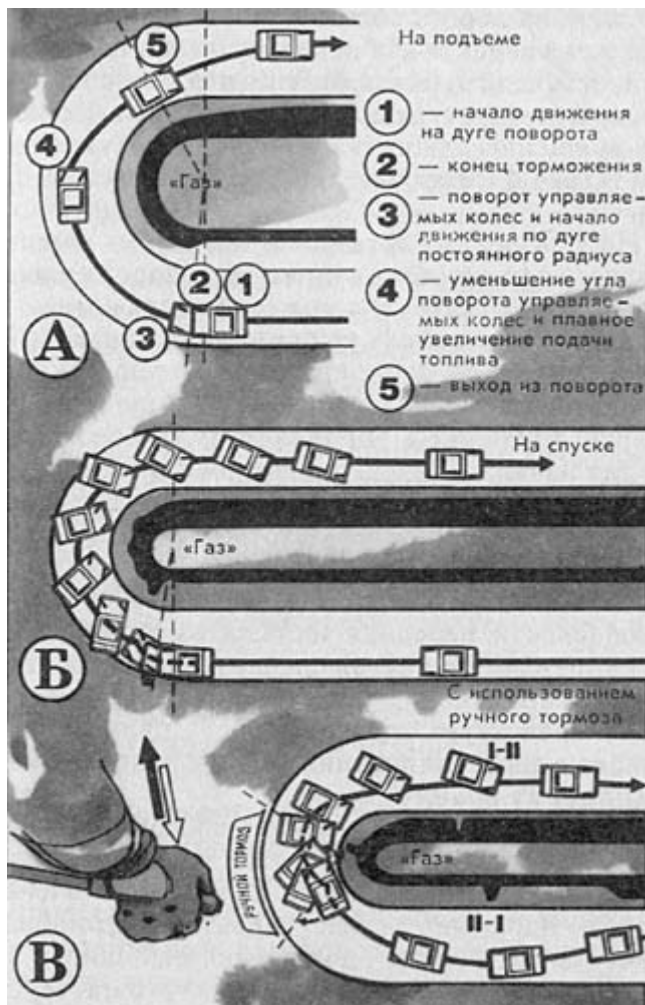 5
На подъеме
1 — начало движения
на дуге поворота
2 — конец торможения
3 — поворот управляе-
мых колес и начало
движения по дуге
постоянного радиуса
4 — уменьшение угла
поворота управляе-
мых колес и плавное
увеличение подачи
топлива
5 — выход из поворота
4
«Газ»
2 1
3
А
На спуске
«Газ»
Б
С использованием
ручного тормоза
I-II
РУЧНОЙ ТОРМОЗ
«Газ»
II-I
В